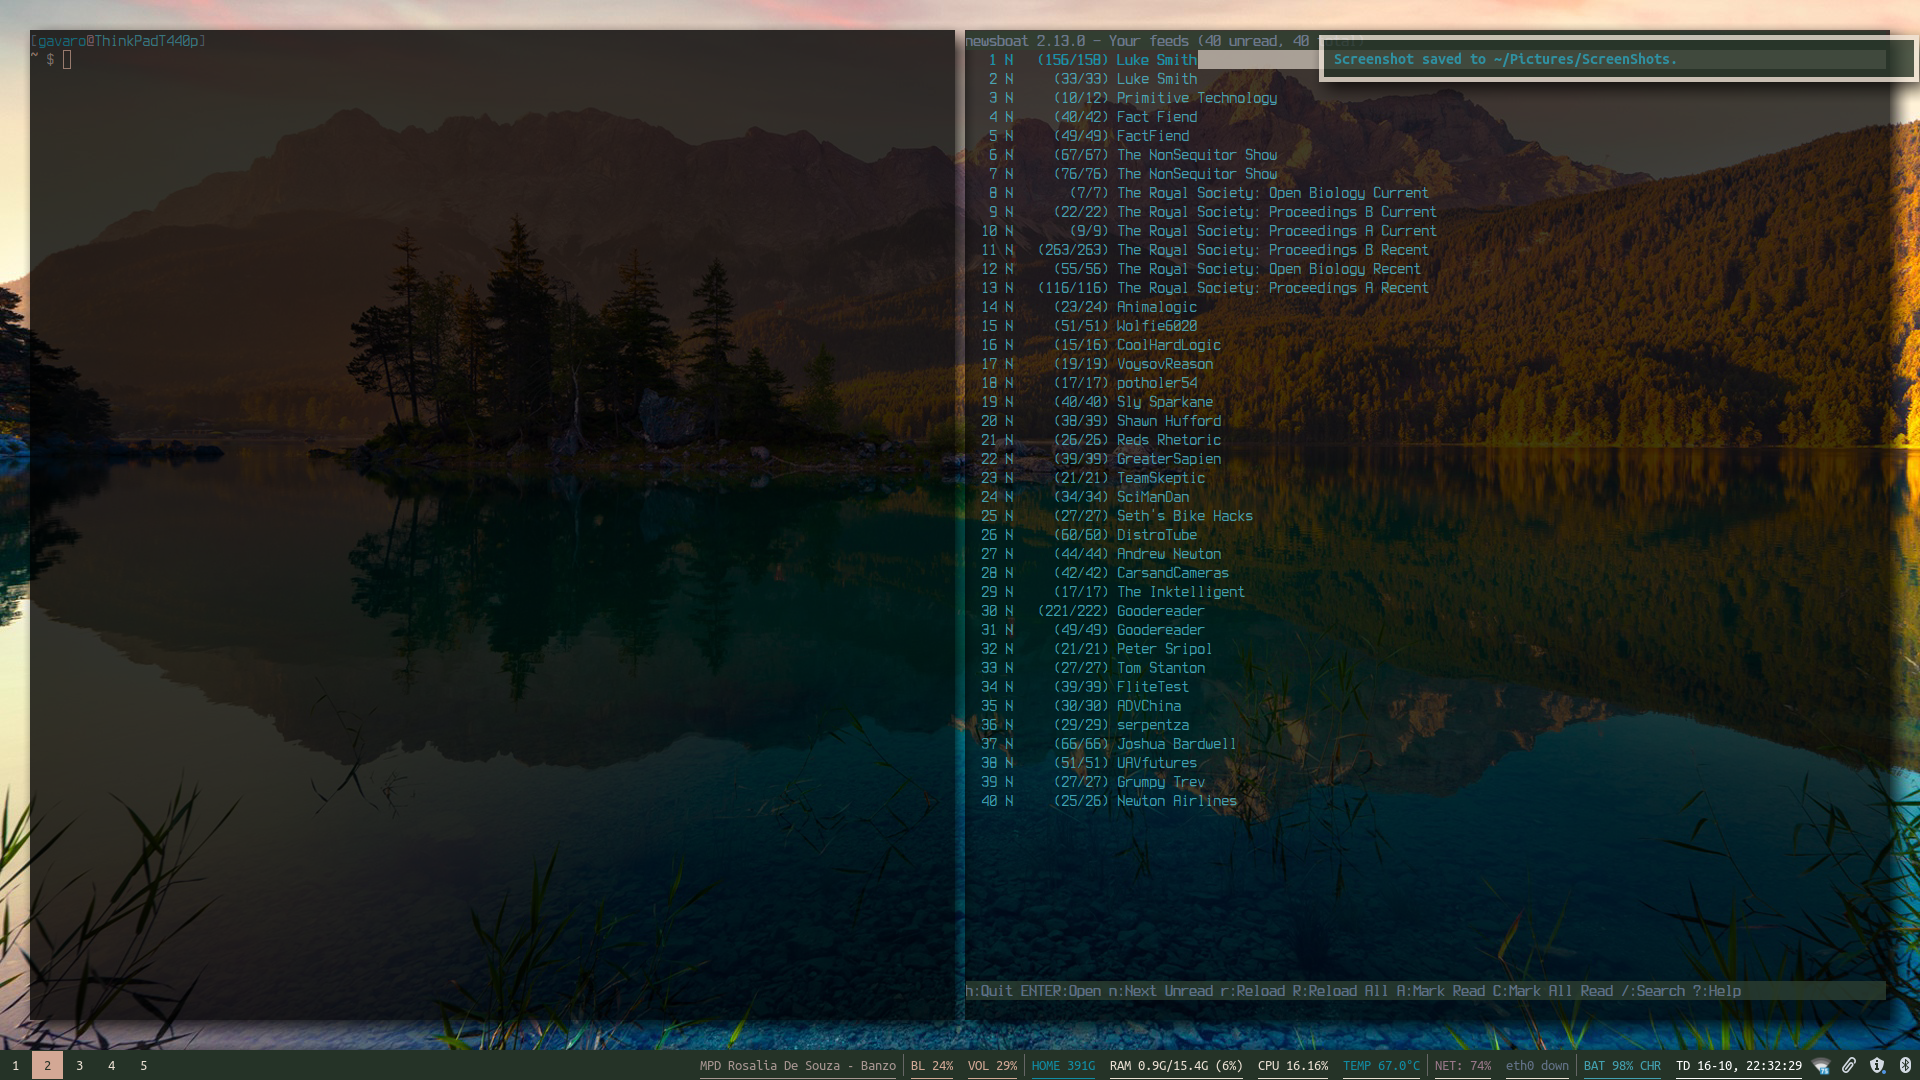 [gavaro@ThinkPadT440p]
~ $
newsboat 2.13.0 - Your feeds (40 unread, 40 total)
Screenshot saved to ~/Pictures/ScreenShots.
1 N (156/158) Luke Smith
2 N (33/33) Luke Smith
3 N (10/12) Primitive Technology
4 N (40/42) Fact Fiend
5 N (49/49) FactFiend
6 N (67/67) The NonSequitor Show
7 N (76/76) The NonSequitor Show
8 N (7/7) The Royal Society: Open Biology Current
9 N (22/22) The Royal Society: Proceedings B Current
10 N (9/9) The Royal Society: Proceedings A Current
11 N (263/263) The Royal Society: Proceedings B Recent
12 N (55/56) The Royal Society: Open Biology Recent
13 N (116/116) The Royal Society: Proceedings A Recent
14 N (23/24) Animalogic
15 N (51/51) Wolfie6020
16 N (15/16) CoolHardLogic
17 N (19/19) VoysovReason
18 N (17/17) potholer54
19 N (40/40) Sly Sparkane
20 N (38/39) Shawn Hufford
21 N (26/26) Reds Rhetoric
22 N (39/39) GreaterSapien
23 N (21/21) TeamSkeptic
24 N (34/34) SciManDan
25 N (27/27) Seth's Bike Hacks
26 N (60/60) DistroTube
27 N (44/44) Andrew Newton
28 N (42/42) CarsandCameras
29 N (17/17) The Inktelligent
30 N (221/222) Goodereader
31 N (49/49) Goodereader
32 N (21/21) Peter Sripol
33 N (27/27) Tom Stanton
34 N (39/39) FliteTest
35 N (30/30) ADVChina
36 N (29/29) serpentza
37 N (66/66) Joshua Bardwell
38 N (51/51) UAVfutures
39 N (27/27) Grumpy Trev
40 N (25/26) Newton Airlines
h:Quit ENTER:Open n:Next Unread r:Reload R:Reload All A:Mark Read C:Mark All Read /:Search ?:Help
1 2 3 4 5 MPD Rosalia De Souza - Banzo BL 24% VOL 29% HOME 391G RAM 0.9G/15.4G (6%) CPU 16.16% TEMP 67.0°C NET: 74% eth0 down BAT 98% CHR TD 16-10, 22:32:29